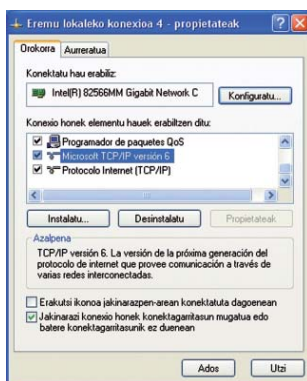 Eremu lokaleko konexioa 4 - propietateak
Orokorra Aurreratua
Konektatu hau erabiliz:
Intel(R) 82566MM Gigabit Network C
Konfiguratu...
Konexio honek elementu hauek erabiltzen ditu:
Programador de paquetes QoS
Microsoft TCP/IP versión 6
Protocolo Internet (TCP/IP)
Instalatu... Desinstalatu Propietateak
Azalpena
TCP/IP versión 6. La versión de la próxima generación del
protocolo de internet que provee comunicación a través de
varias redes interconectadas.
Erakutsi ikonoa jakinarazpen-arean konektatuta dagoenean
Jakinarazi konexio honek konektagarritasun mugatua edo
batere konektagarritasunik ez duenean
Ados Utzi